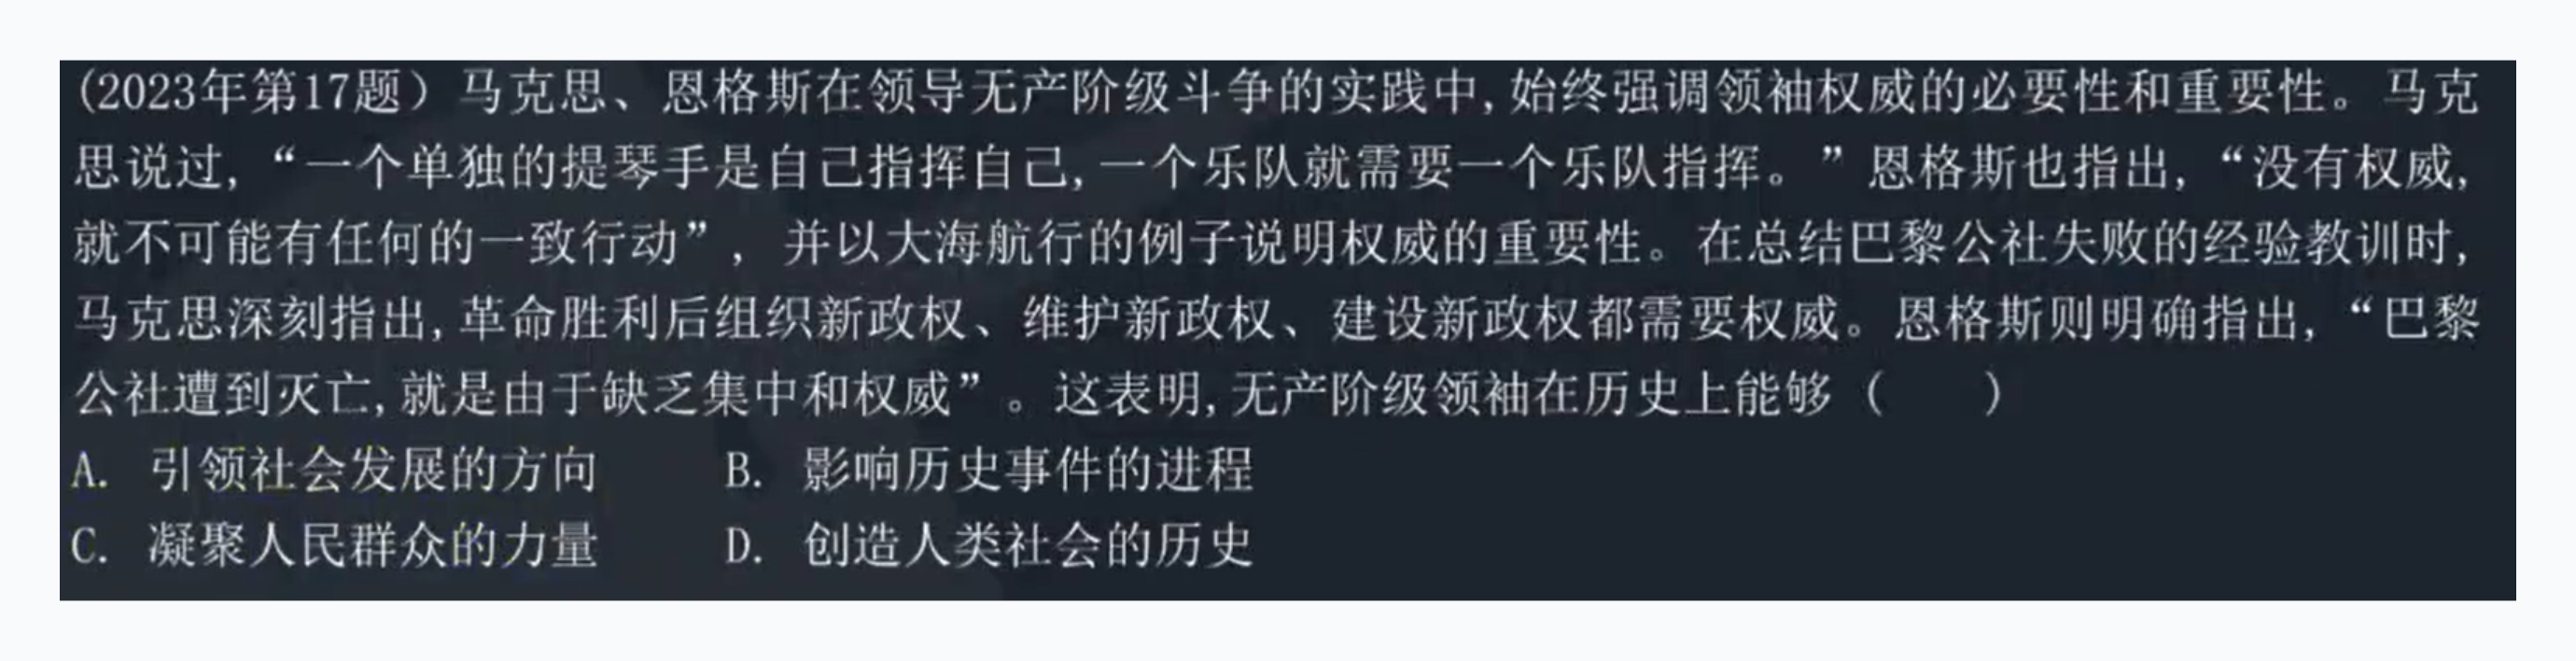 (2023年第17题）马克思、恩格斯在领导无产阶级斗争的实践中,始终强调领袖权威的必要性和重要性。马克
思说过,“一个单独的提琴手是自己指挥自己,一个乐队就需要一个乐队指挥。”恩格斯也指出,“没有权威,
就不可能有任何的一致行动”, 并以大海航行的例子说明权威的重要性。在总结巴黎公社失败的经验教训时,
马克思深刻指出,革命胜利后组织新政权、维护新政权、建设新政权都需要权威。恩格斯则明确指出,“巴黎
公社遭到灭亡,就是由于缺乏集中和权威”。这表明,无产阶级领袖在历史上能够（　　）
A. 引领社会发展的方向　　B. 影响历史事件的进程
C. 凝聚人民群众的力量　　D. 创造人类社会的历史